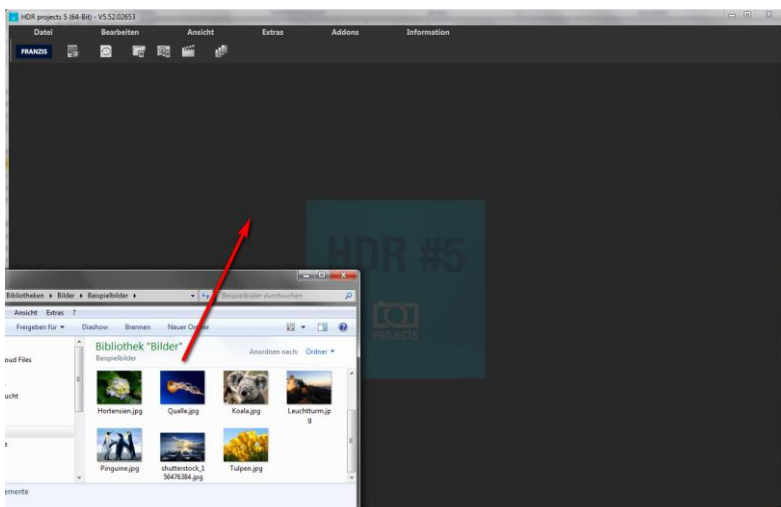 HDR projects 5 (64-Bit) - V5.52.02653
Datei Bearbeiten Ansicht Extras Addons Information
FRANZIS
HDR #5
PROJECTS
Bibliotheken Bilder Beispielbilder Beispielbilder durchsuchen
Ansicht Extras ?
Freigeben für Diashow Brennen Neuer Ordner
Bibliothek "Bilder"
Beispielbilder Anordnen nach: Ordner
oud Files
ucht
Hortensien.jpg Qualle.jpg Koala.jpg Leuchtturm.jp
g
Pinguine.jpg shutterstock_1 Tulpen.jpg
56476384.jpg
emente